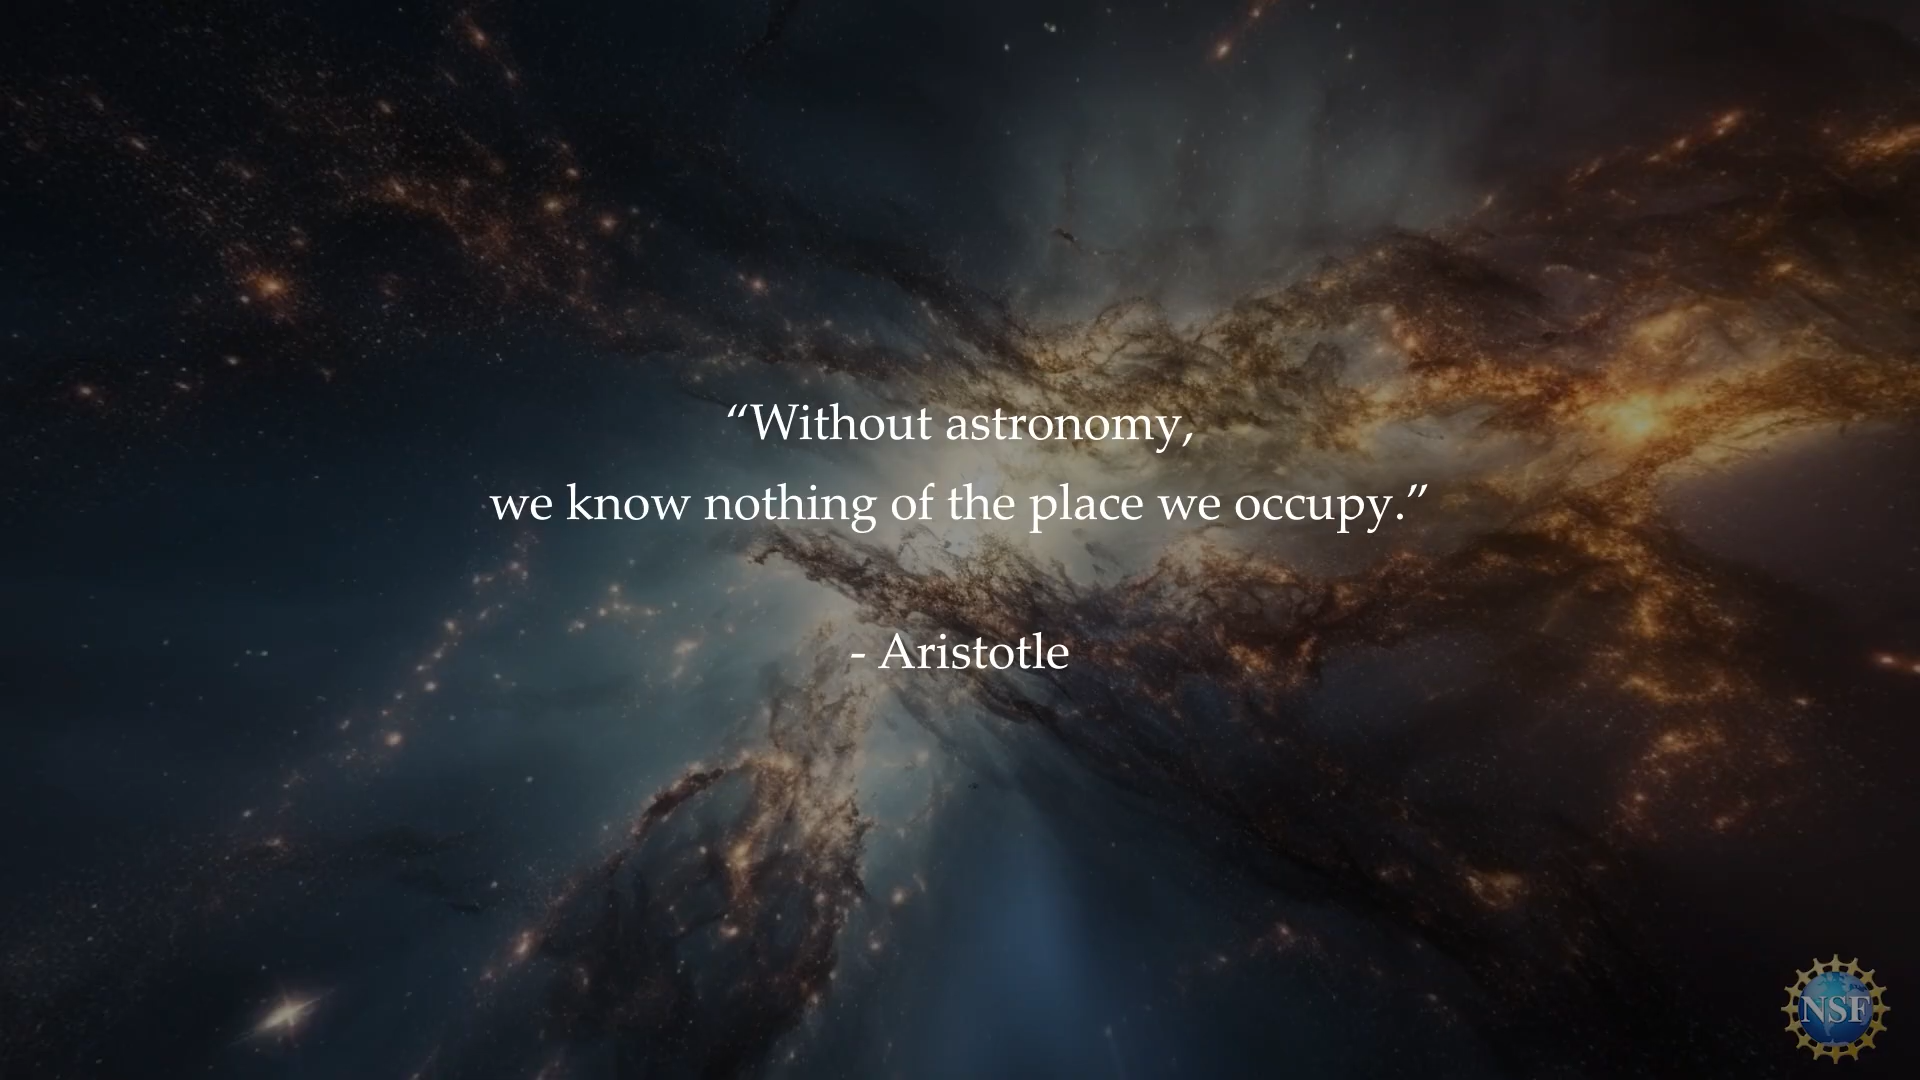 “Without astronomy,
we know nothing of the place we occupy.”
- Aristotle
NSF